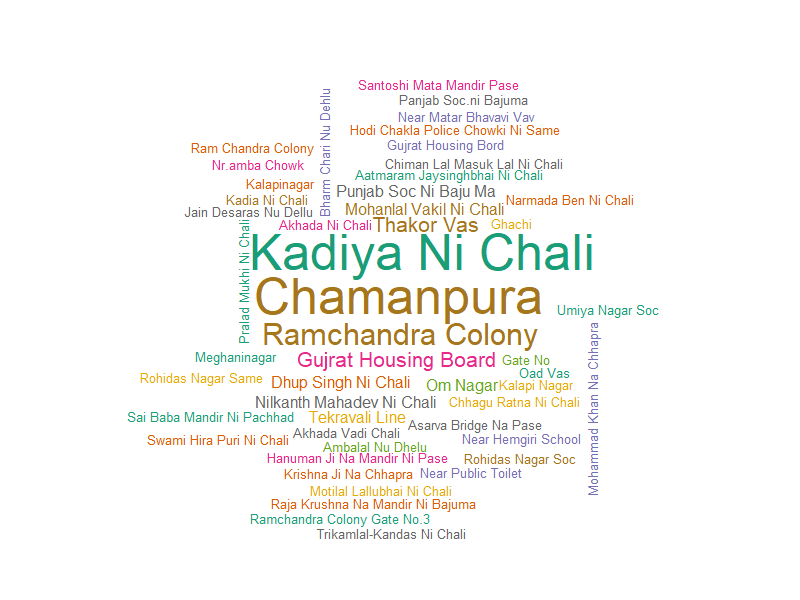 Santoshi Mata Mandir Pase
Panjab Soc.ni Bajuma
Near Matar Bhavavi Vav
Hodi Chakla Police Chowki Ni Same
Gujrat Housing Bord
Ram Chandra Colony
Bharm Chari Nu Dehlu
Nr.amba Chowk
Chiman Lal Masuk Lal Ni Chali
Aatmaram Jaysinghbhai Ni Chali
Kalapinagar
Punjab Soc Ni Baju Ma
Kadia Ni Chali
Narmada Ben Ni Chali
Jain Desaras Nu Dellu
Mohanlal Vakil Ni Chali
Akhada Ni Chali
Thakor Vas
Ghachi
Pralad Mukhi Ni Chali
Kadiya Ni Chali
Chamanpura
Umiya Nagar Soc
Ramchandra Colony
Meghaninagar
Gujrat Housing Board
Gate No
Oad Vas
Mohammad Khan Na Chhapra
Rohidas Nagar Same
Dhup Singh Ni Chali
Om Nagar
Kalapi Nagar
Nilkanth Mahadev Ni Chali
Chhagu Ratna Ni Chali
Sai Baba Mandir Ni Pachhad
Tekravali Line
Asarva Bridge Na Pase
Akhada Vadi Chali
Swami Hira Puri Ni Chali
Near Hemgiri School
Ambalal Nu Dhelu
Hanuman Ji Na Mandir Ni Pase
Rohidas Nagar Soc
Krishna Ji Na Chhapra
Near Public Toilet
Motilal Lallubhai Ni Chali
Raja Krushna Na Mandir Ni Bajuma
Ramchandra Colony Gate No.3
Trikamlal-Kandas Ni Chali